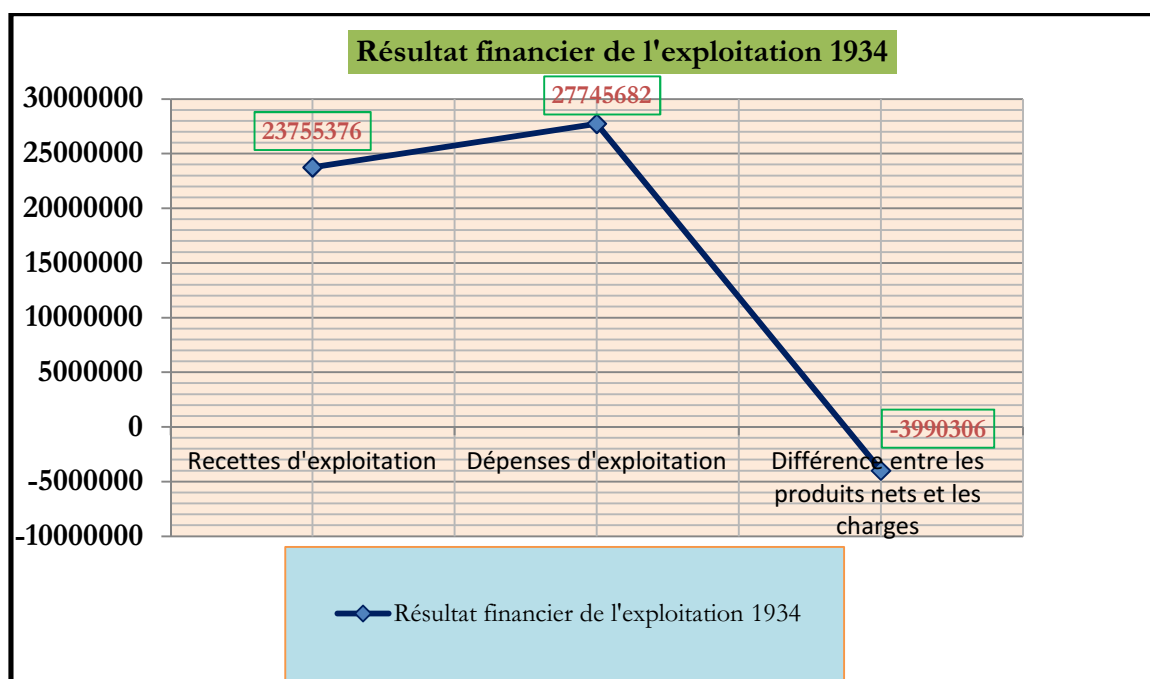 Résultat financier de l'exploitation 1934
30000000
25000000
20000000
15000000
10000000
5000000
0
-5000000
-10000000
23755376
27745682
-3990306
Recettes d'exploitation
Dépenses d'exploitation
Différence entre les
produits nets et les
charges
Résultat financier de l'exploitation 1934